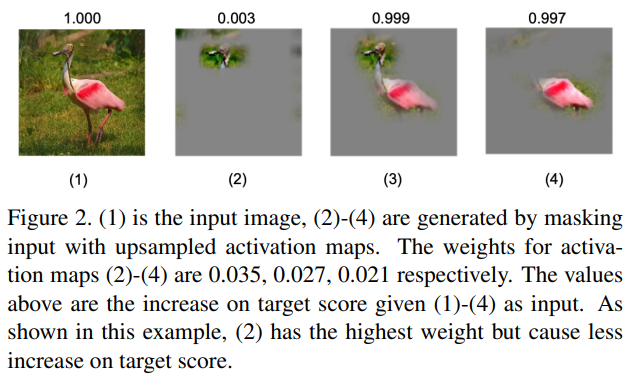 1.000 0.003 0.999 0.997
(1) (2) (3) (4)
Figure 2. (1) is the input image, (2)-(4) are generated by masking
input with upsampled activation maps. The weights for activa-
tion maps (2)-(4) are 0.035, 0.027, 0.021 respectively. The values
above are the increase on target score given (1)-(4) as input. As
shown in this example, (2) has the highest weight but cause less
increase on target score.